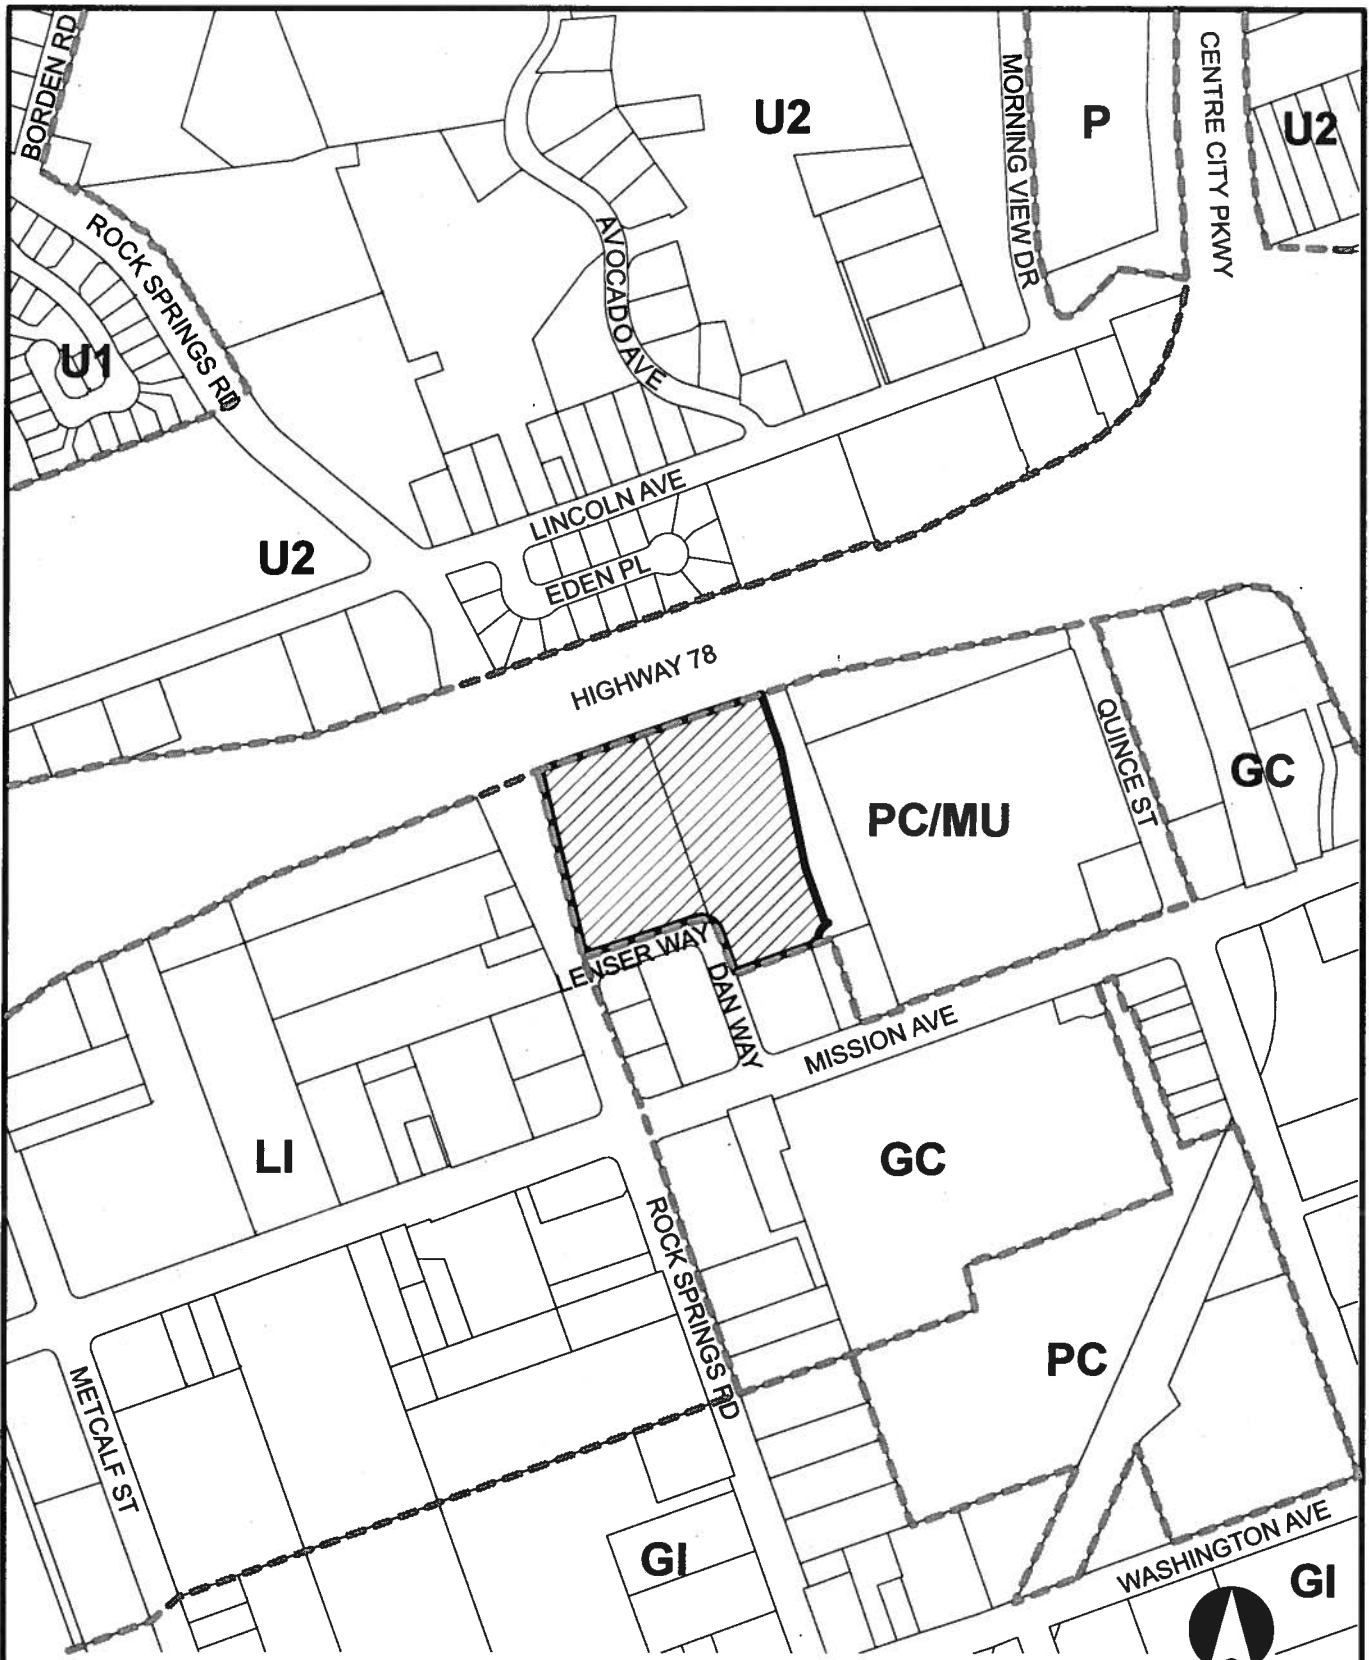 BORDEN RD
U2
MORNING VIEW DR
P
CENTRE CITY PKWY
U2
ROCK SPRINGS RD
AVOCADO AVE
U1
LINCOLN AVE
U2
EDEN PL
HIGHWAY 78
QUINCE ST
GC
PC/MU
LENSER WAY
DAN WAY
MISSION AVE
LI
GC
ROCK SPRINGS RD
PC
METCALF ST
GI
WASHINGTON AVE
GI